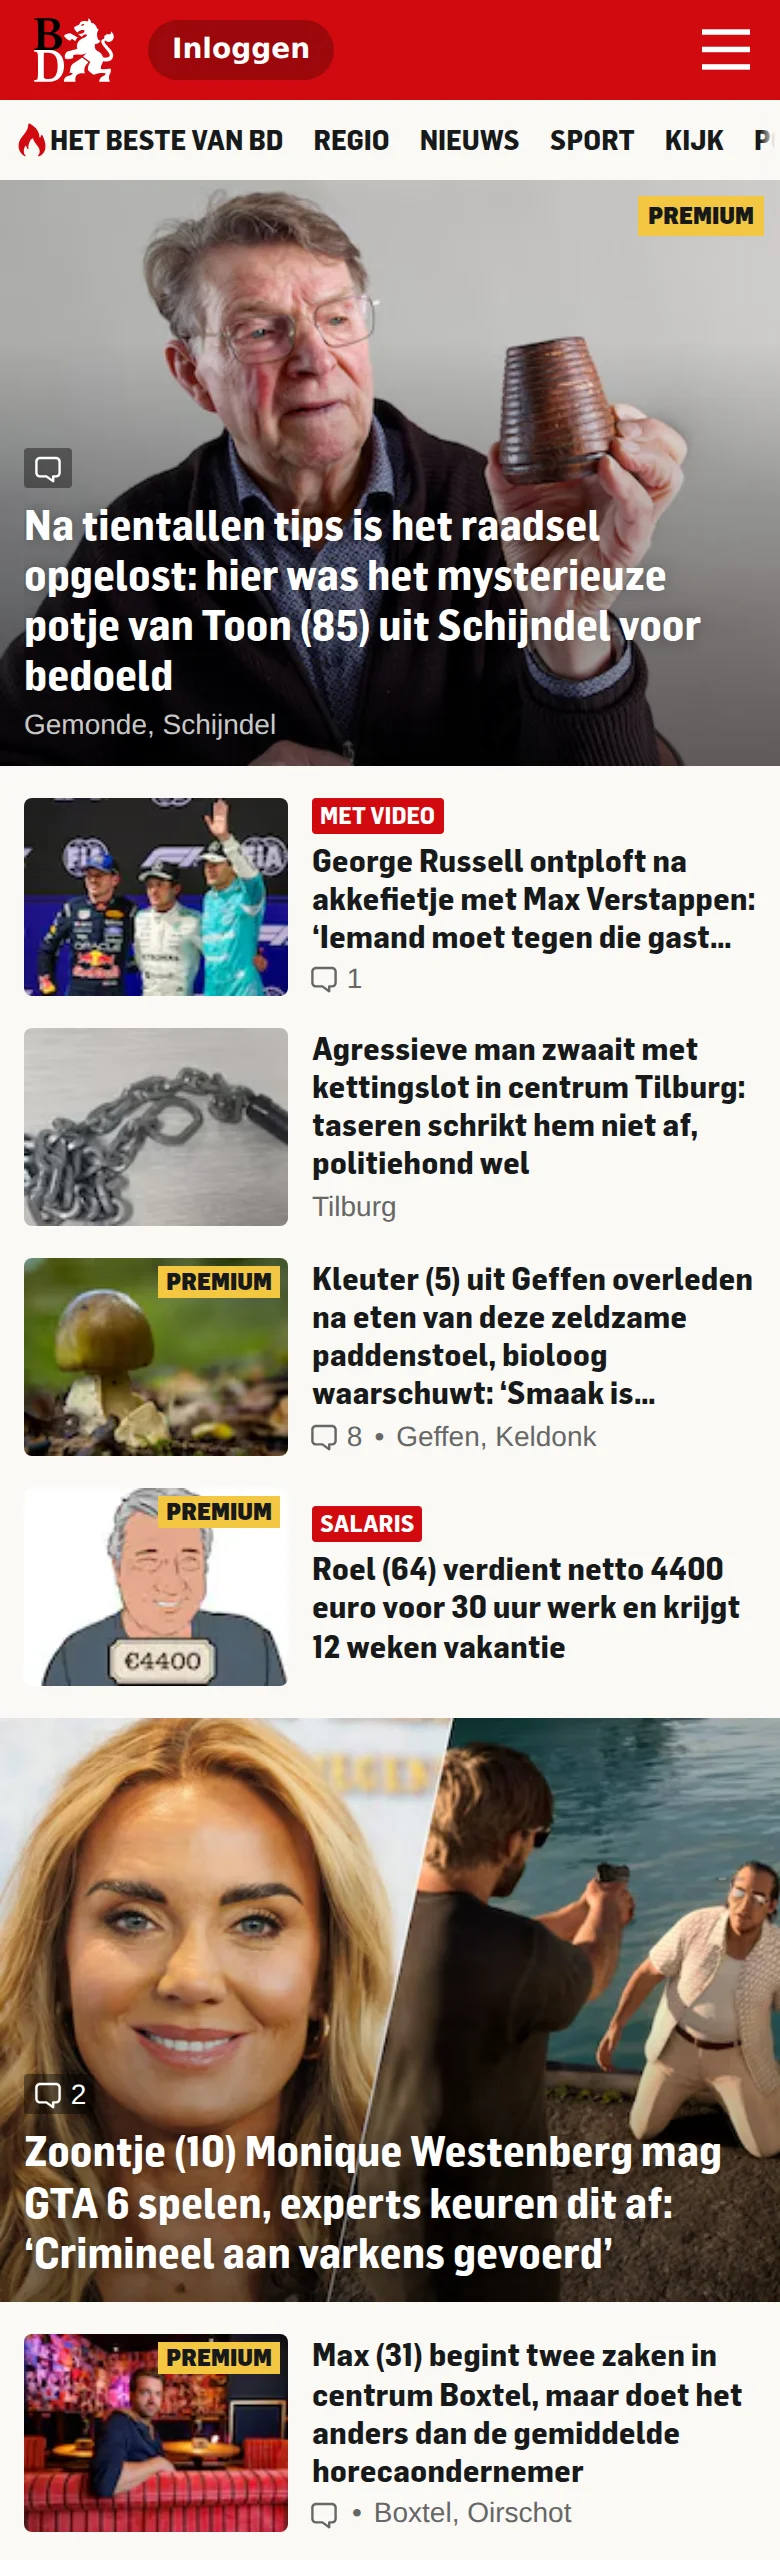 BD
Inloggen
HET BESTE VAN BD REGIO NIEUWS SPORT KIJK
PREMIUM
Na tientallen tips is het raadsel
opgelost: hier was het mysterieuze
potje van Toon (85) uit Schijndel voor
bedoeld
Gemonde, Schijndel
MET VIDEO
George Russell ontploft na
akkefietje met Max Verstappen:
‘Iemand moet tegen die gast...
1
Agressieve man zwaait met
kettingslot in centrum Tilburg:
taseren schrikt hem niet af,
politiehond wel
Tilburg
PREMIUM
Kleuter (5) uit Geffen overleden
na eten van deze zeldzame
paddenstoel, bioloog
waarschuwt: ‘Smaak is...
8 • Geffen, Keldonk
PREMIUM
€4400
SALARIS
Roel (64) verdient netto 4400
euro voor 30 uur werk en krijgt
12 weken vakantie
2
Zoontje (10) Monique Westenberg mag
GTA 6 spelen, experts keuren dit af:
‘Crimineel aan varkens gevoerd’
PREMIUM
Max (31) begint twee zaken in
centrum Boxtel, maar doet het
anders dan de gemiddelde
horecaondernemer
• Boxtel, Oirschot